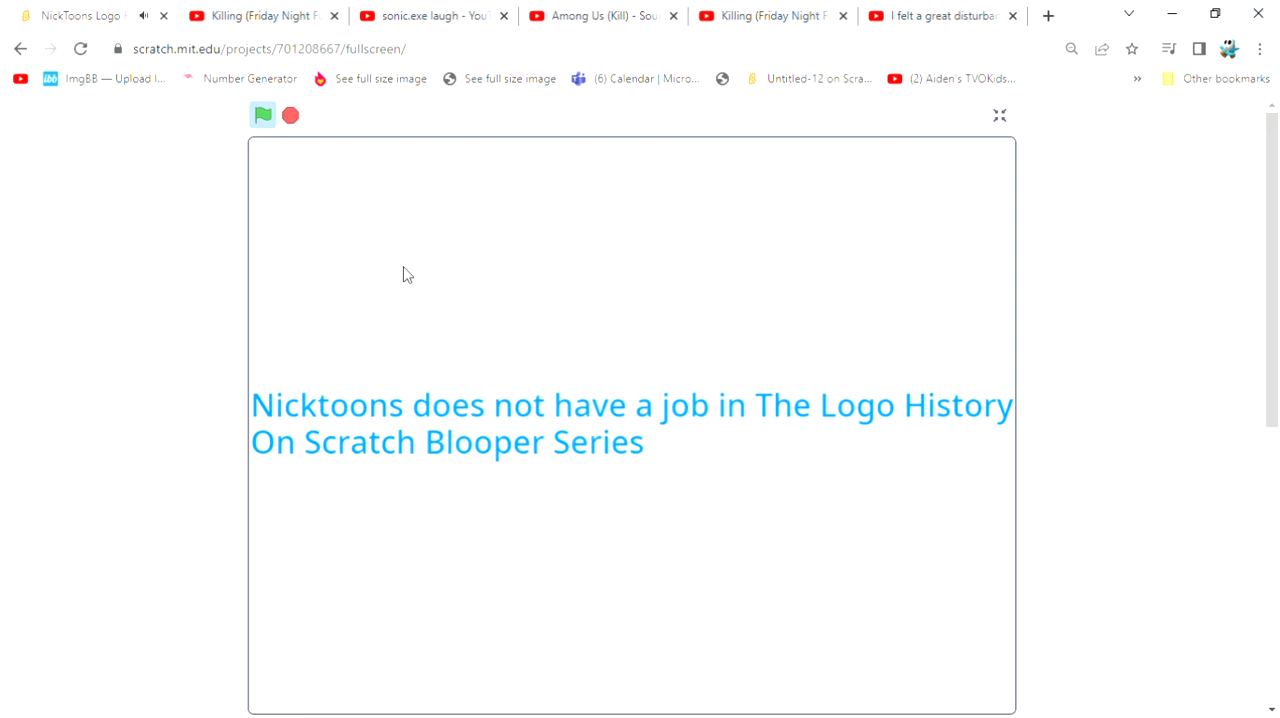 NickToons Logo
Killing (Friday Night F
sonic.exe laugh - YouT
Among Us (Kill) - Sou
Killing (Friday Night F
I felt a great disturbar
scratch.mit.edu/projects/701208667/fullscreen/
ibb
ImgBB — Upload I...
Number Generator
See full size image
See full size image
(6) Calendar | Micro...
Untitled-12 on Scra...
(2) Aiden's TVOKids...
»
Other bookmarks
Nicktoons does not have a job in The Logo History
On Scratch Blooper Series